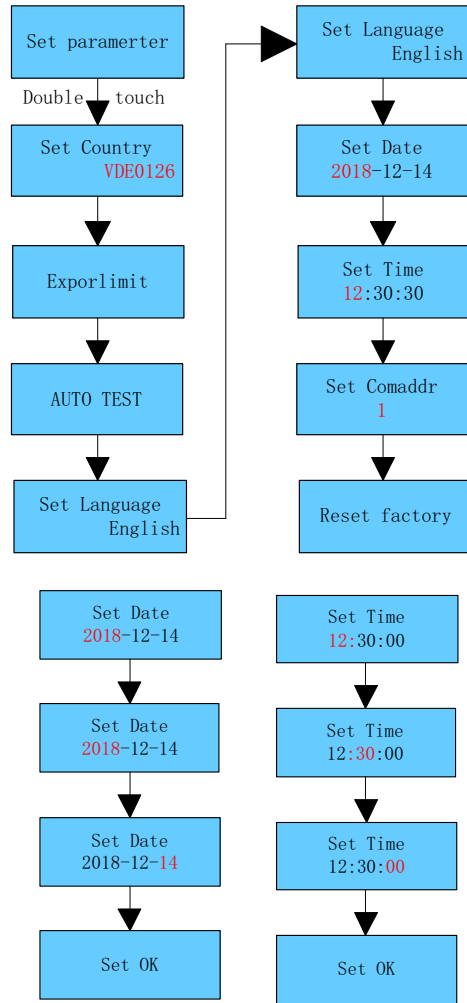 Set paramerter
Double touch
Set Country
VDE0126
Exporlimit
AUTO TEST
Set Language
English
Set Language
English
Set Date
2018-12-14
Set Time
12:30:30
Set Comaddr
1
Reset factory
Set Date
2018-12-14
Set Date
2018-12-14
Set Date
2018-12-14
Set OK
Set Time
12:30:00
Set Time
12:30:00
Set Time
12:30:00
Set OK